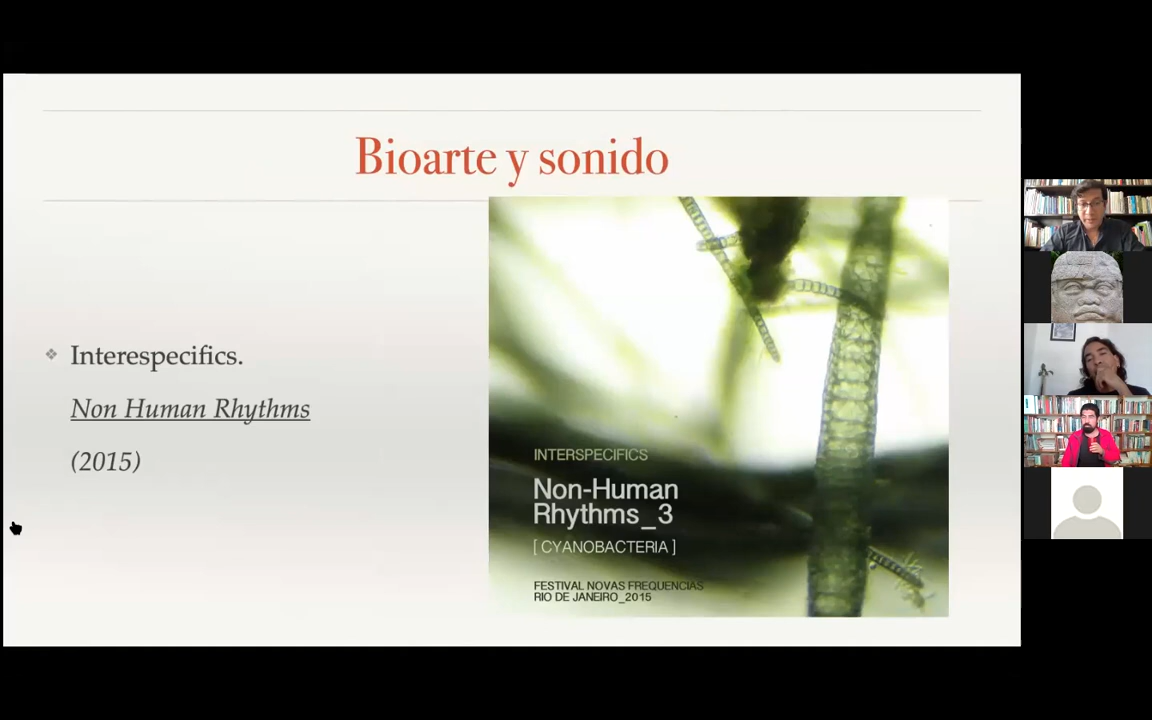 Bioarte y sonido
Interespecifics.
Non Human Rhythms
(2015)
INTERSPECIFICS
Non-Human
Rhythms_3
[ CYANOBACTERIA ]
FESTIVAL NOVAS FREQUENCIAS
RIO DE JANEIRO_2015